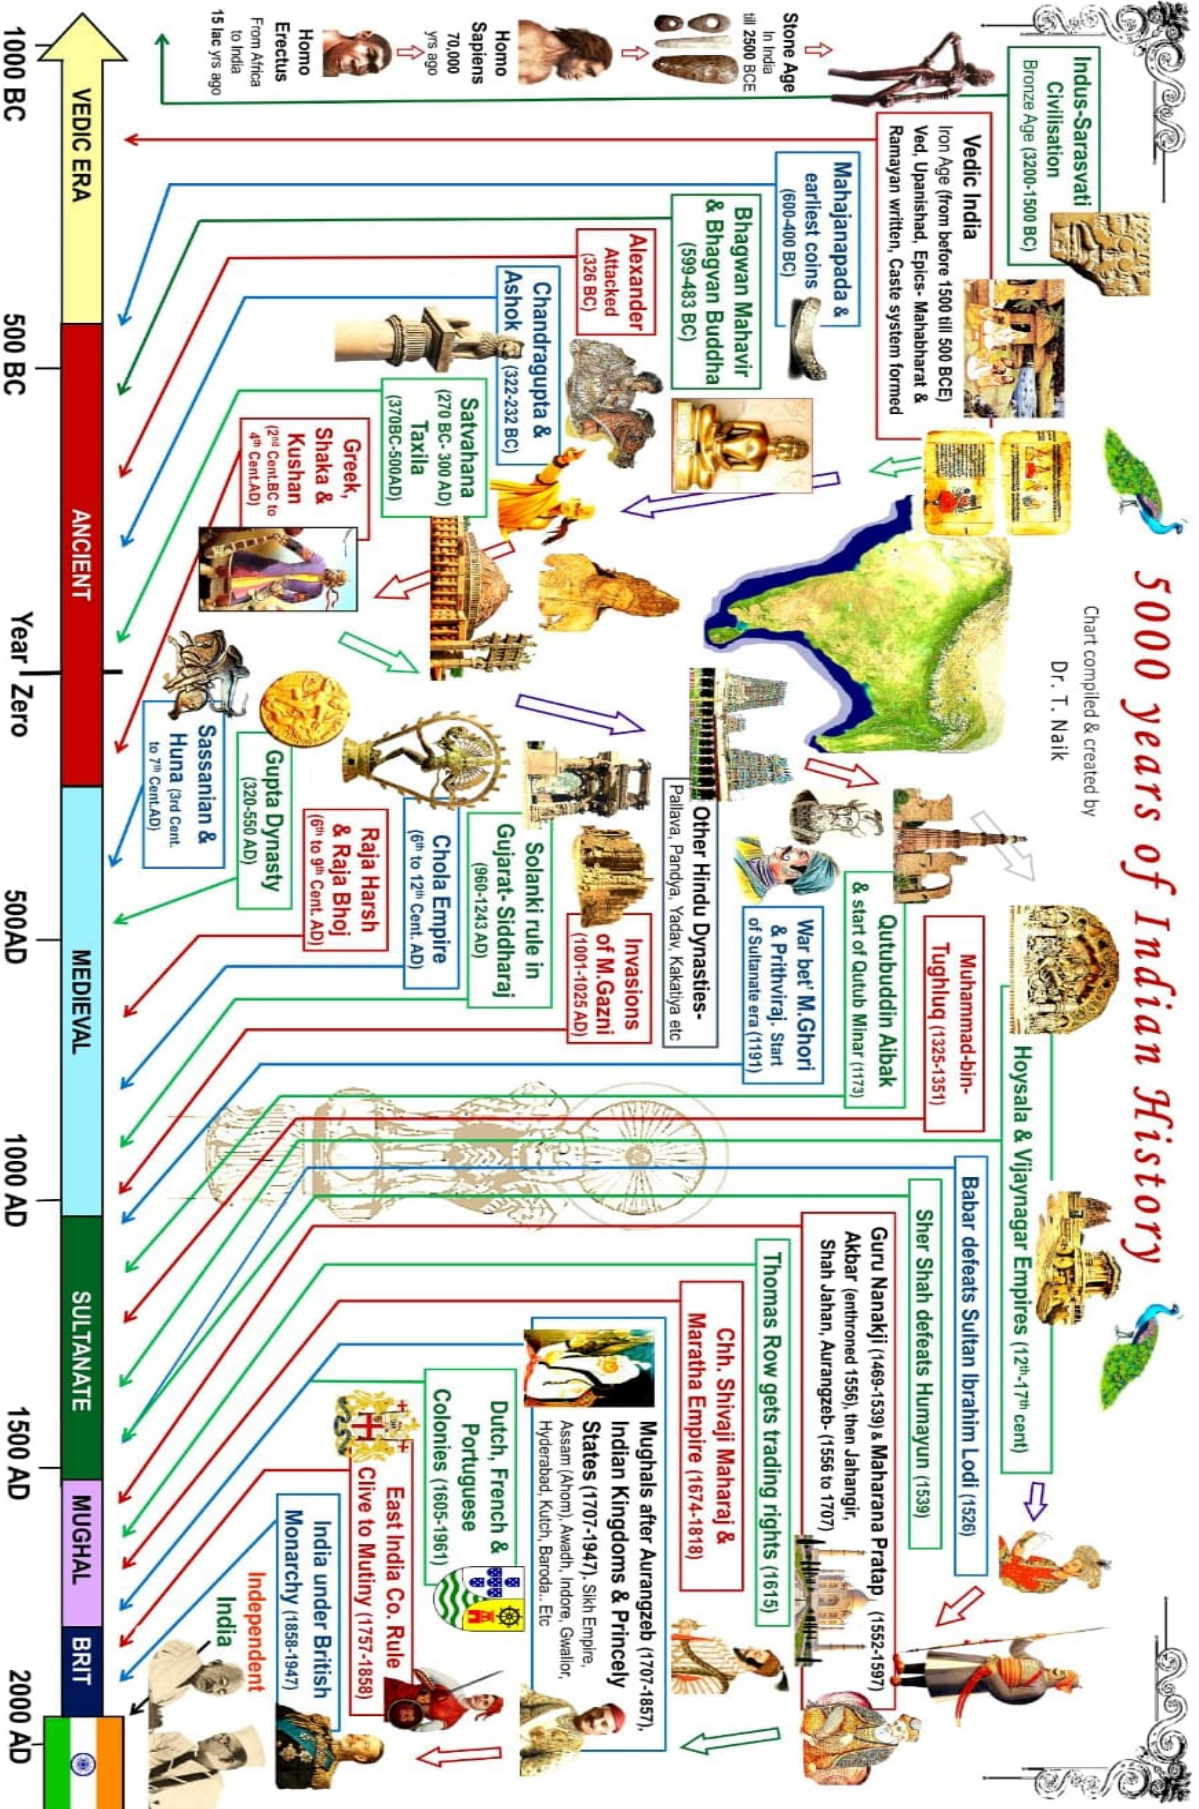 5000 years of Indian History
Chart compiled & created by
Dr. T. Naik
Indus-Sarasvati
Civilisation
Bronze Age (3200-1500 BC)
Stone Age
In India
till 2500 BCE
Homo
Sapiens
70,000
yrs ago
Homo
Erectus
From Africa
to India
15 lac yrs ago
Vedic India
Iron Age (from before 1500 till 500 BCE)
Ved, Upanishad, Epics- Mahabharat &
Ramayan written, Caste system formed
Mahajanapada &
earliest coins
(600-400 BC)
Bhagwan Mahavir
& Bhagvan Buddha
(599-483 BC)
Alexander
Attacked
(326 BC)
Chandragupta &
Ashok (322-232 BC)
Satvahana
(270 BC- 300 AD)
Taxila
(370BC-500AD)
Greek,
Shaka &
Kushan
(2nd Cent.BC to
4th Cent.AD)
Sassanian &
Huna (3rd Cent.
to 7th Cent.AD)
Gupta Dynasty
(320-550 AD)
Raja Harsh
& Raja Bhoj
(6th to 9th Cent. AD)
Chola Empire
(6th to 12th Cent. AD)
Solanki rule in
Gujarat- Siddharaj
(960-1243 AD)
Invasions
of M.Gazni
(1001-1025 AD)
Other Hindu Dynasties-
Pallava, Pandya, Yadav, Kakatiya etc
War bet' M.Ghori
& Prithviraj. Start
of Sultanate era (1191)
Qutubuddin Aibak
& start of Qutub Minar (1173)
Muhammad-bin-
Tughluq (1325-1351)
Hoysala & Vijaynagar Empires (12th-17th cent)
Babar defeats Sultan Ibrahim Lodi (1526)
Sher Shah defeats Humayun (1539)
Guru Nanakji (1469-1539) & Maharana Pratap (1552-1597)
Akbar (enthroned 1556), then Jahangir,
Shah Jahan, Aurangzeb- (1556 to 1707)
Thomas Row gets trading rights (1615)
Chh. Shivaji Maharaj &
Maratha Empire (1674-1818)
Mughals after Aurangzeb (1707-1857),
Indian Kingdoms & Princely
States (1707-1947). Sikh Empire,
Assam (Ahom), Awadh, Indore, Gwalior,
Hyderabad, Kutch, Baroda.. Etc
Dutch, French &
Portuguese
Colonies (1605-1961)
East India Co. Rule
Clive to Mutiny (1757-1858)
India under British
Monarchy (1858-1947)
Independent
India
VEDIC ERA
ANCIENT
MEDIEVAL
SULTANATE
MUGHAL
BRIT
1000 BC
500 BC
Year Zero
500AD
1000 AD
1500 AD
2000 AD